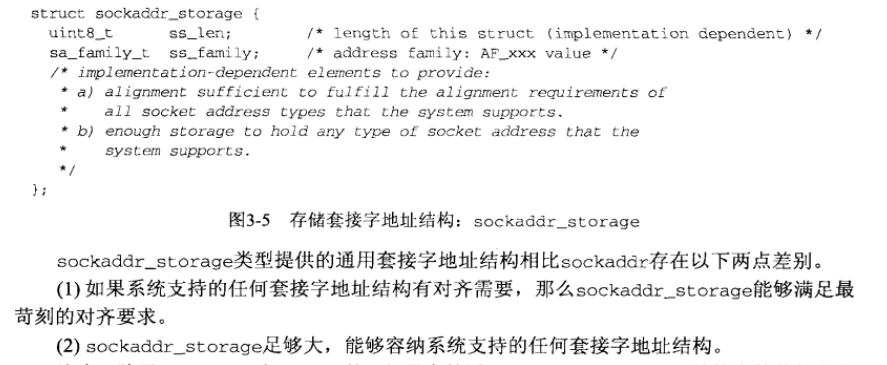 struct sockaddr_storage {
uint8_t ss_len; /* length of this struct (implementation dependent) */
sa_family_t ss_family; /* address family: AF_xxx value */
/* implementation-dependent elements to provide:
* a) alignment sufficient to fulfill the alignment requirements of
* all socket address types that the system supports.
* b) enough storage to hold any type of socket address that the
* system supports.
*/
};
图3-5 存储套接字地址结构：sockaddr_storage
sockaddr_storage类型提供的通用套接字地址结构相比sockaddr存在以下两点差别。
(1) 如果系统支持的任何套接字地址结构有对齐需要，那么sockaddr_storage能够满足最
苛刻的对齐要求。
(2) sockaddr_storage足够大，能够容纳系统支持的任何套接字地址结构。